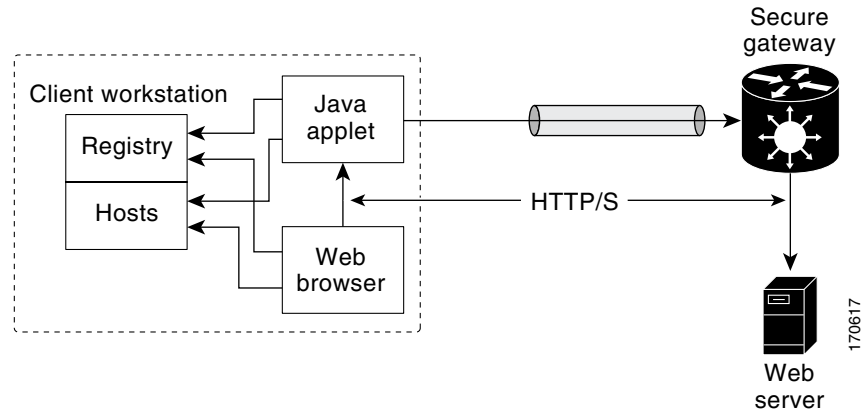 Secure
gateway
Client workstation
Java
applet
Registry
Hosts
HTTP/S
Web
browser
170617
Web
server